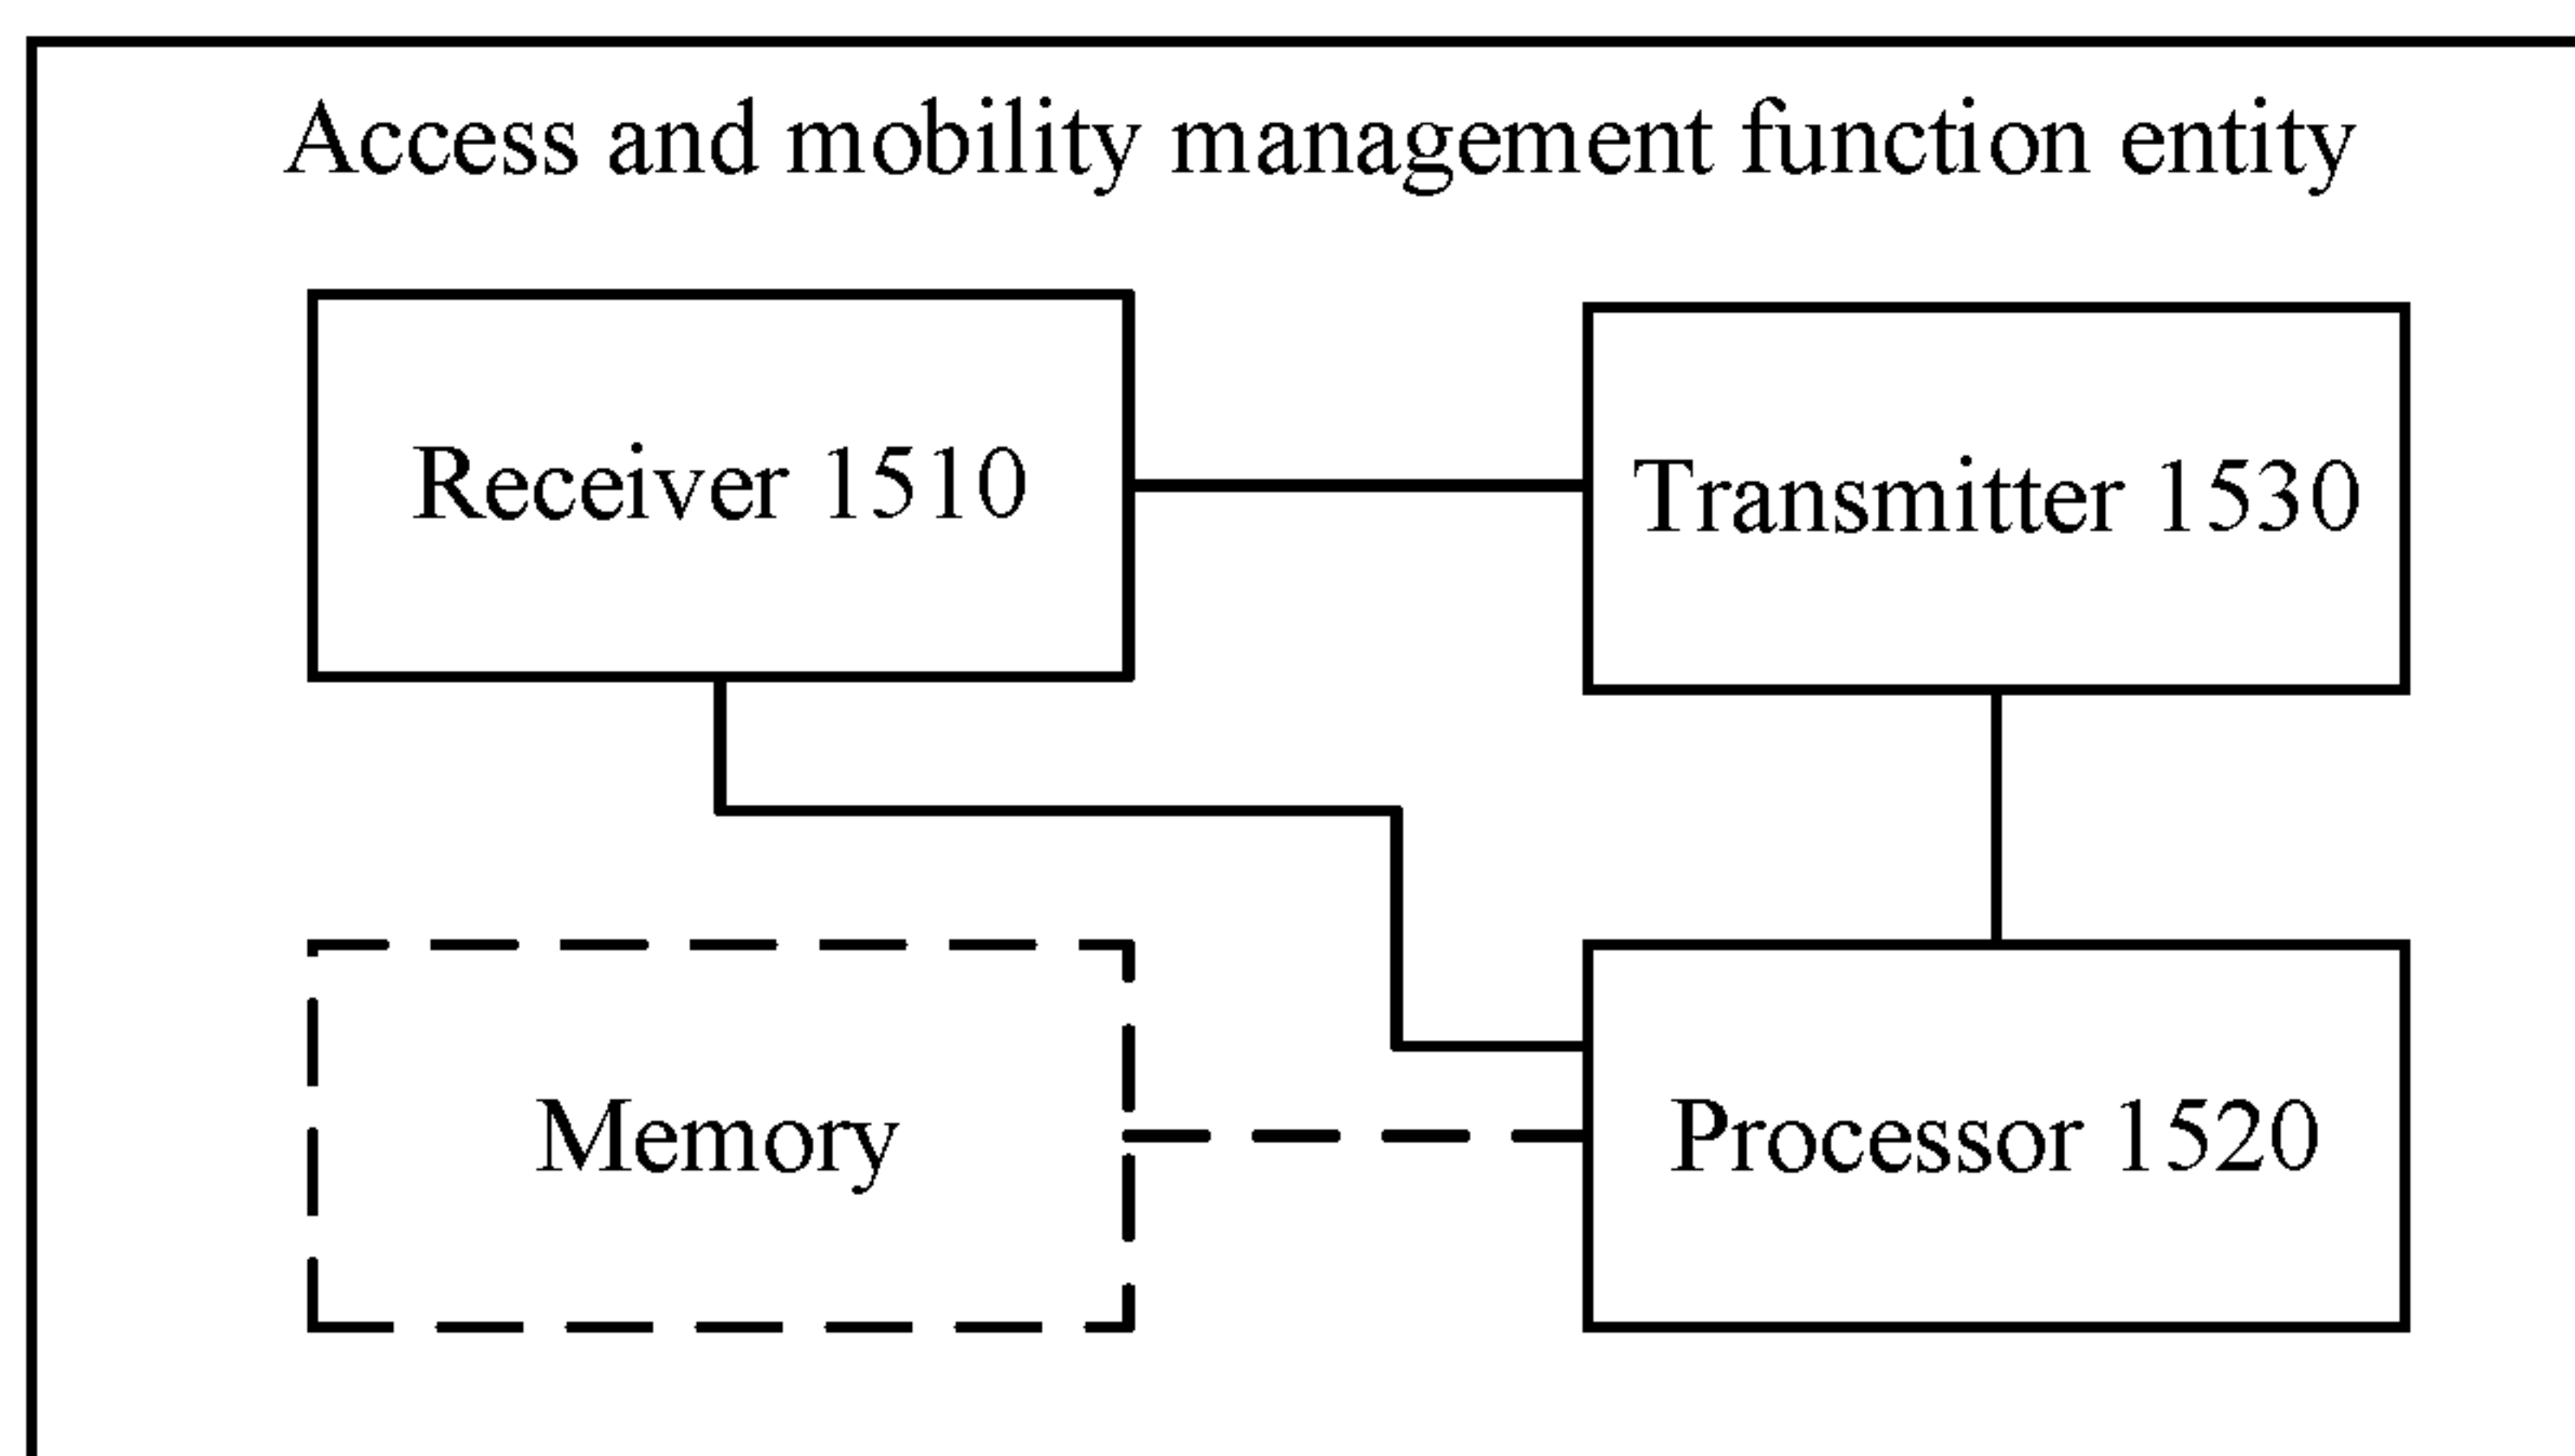 Access and mobility management function entity
Receiver 1510
Transmitter 1530
Memory
Processor 1520